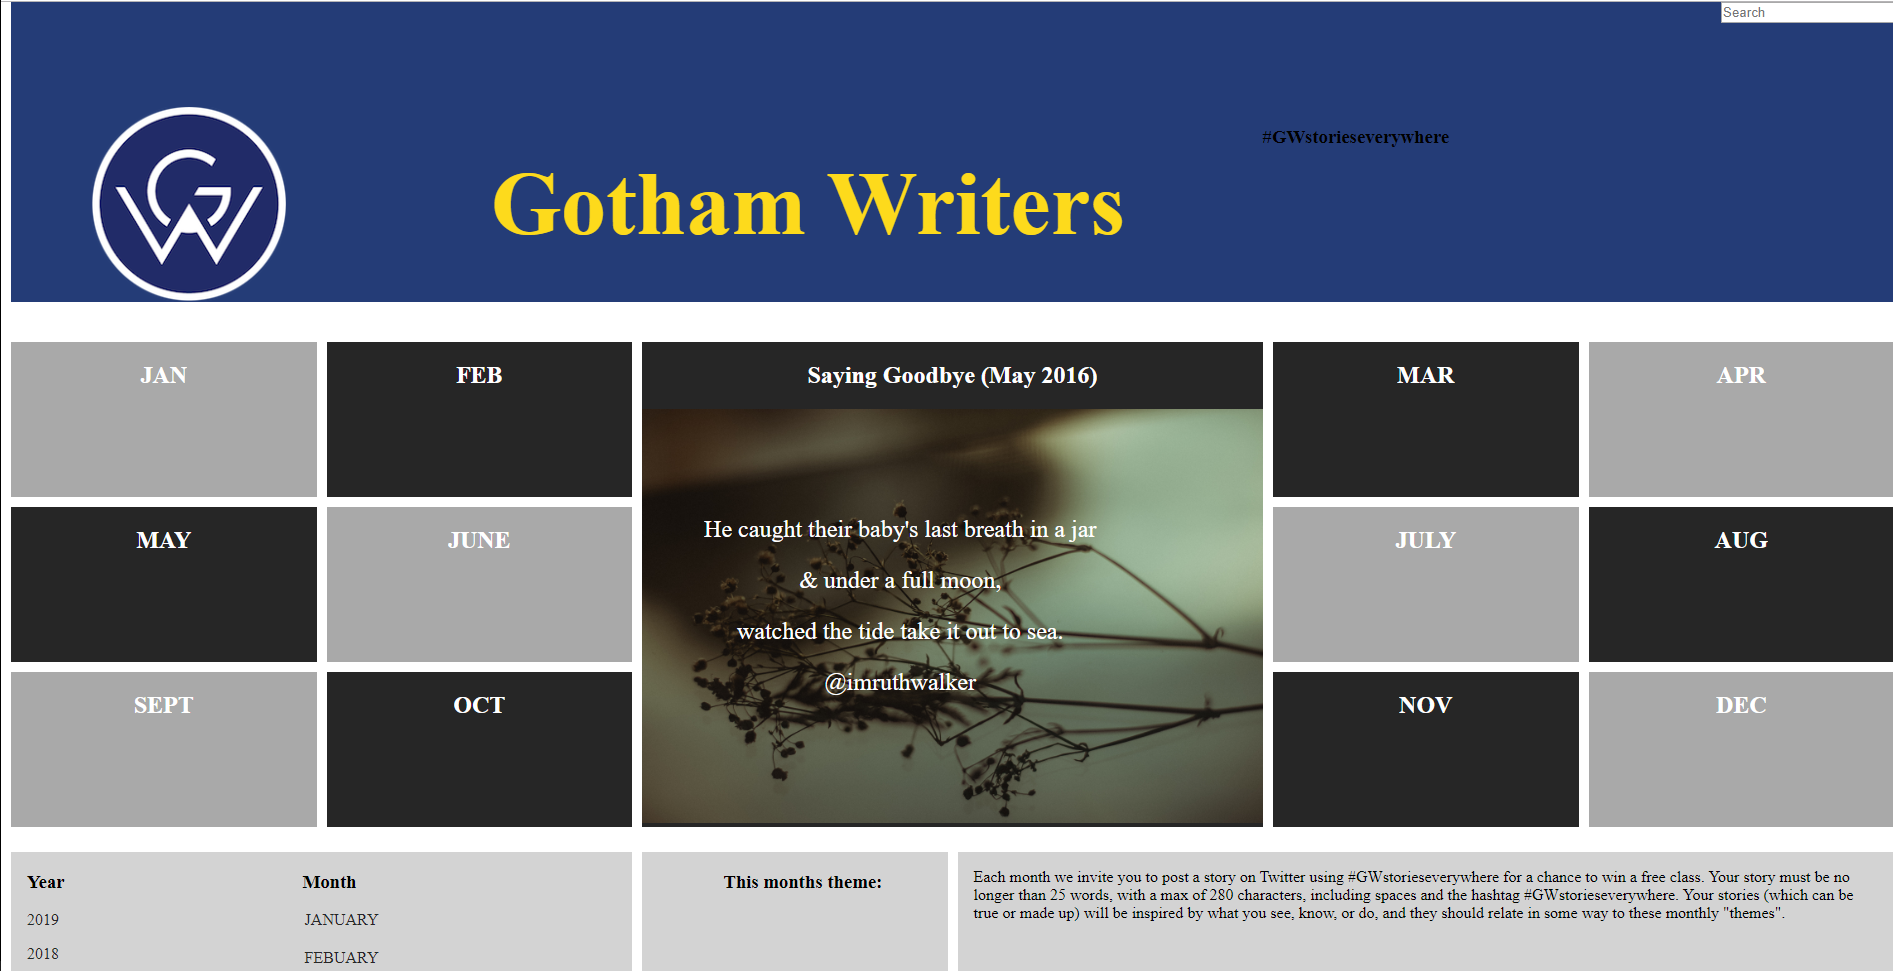 Search
#GWstorieseverywhere
GW
Gotham Writers
JAN
FEB
Saying Goodbye (May 2016)
MAR
APR
He caught their baby's last breath in a jar
& under a full moon,
watched the tide take it out to sea.
@imruthwalker
MAY
JUNE
JULY
AUG
SEPT
OCT
NOV
DEC
Year
Month
2019
JANUARY
2018
FEBUARY
This months theme:
Each month we invite you to post a story on Twitter using #GWstorieseverywhere for a chance to win a free class. Your story must be no
longer than 25 words, with a max of 280 characters, including spaces and the hashtag #GWstorieseverywhere. Your stories (which can be
true or made up) will be inspired by what you see, know, or do, and they should relate in some way to these monthly "themes".